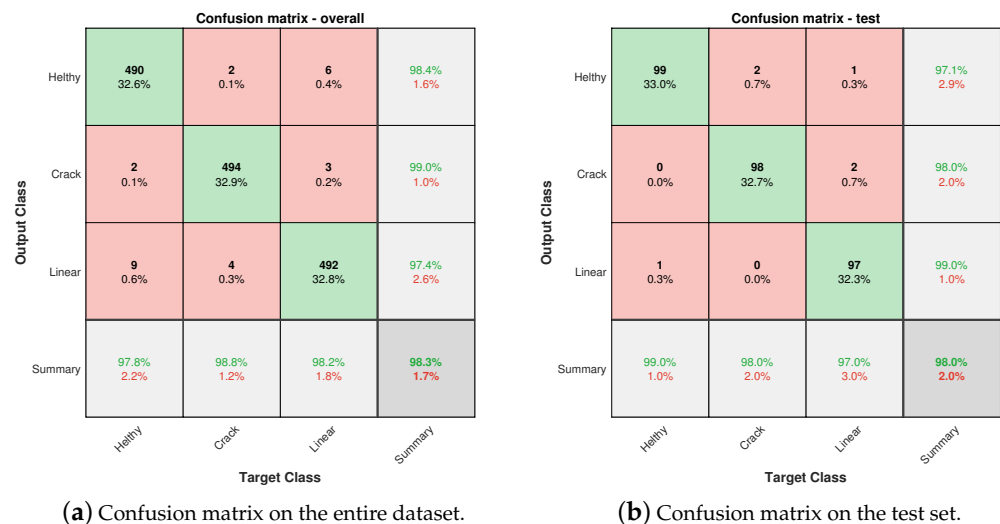 Confusion matrix - overall
Helthy
490
32.6%
2
0.1%
6
0.4%
98.4%
1.6%
Crack
2
0.1%
494
32.9%
3
0.2%
99.0%
1.0%
Linear
9
0.6%
4
0.3%
492
32.8%
97.4%
2.6%
Summary
97.8%
2.2%
98.8%
1.2%
98.2%
1.8%
98.3%
1.7%
Output Class
Helthy
Crack
Linear
Summary
Target Class
(a) Confusion matrix on the entire dataset.
Confusion matrix - test
Helthy
99
33.0%
2
0.7%
1
0.3%
97.1%
2.9%
Crack
0
0.0%
98
32.7%
2
0.7%
98.0%
2.0%
Linear
1
0.3%
0
0.0%
97
32.3%
99.0%
1.0%
Summary
99.0%
1.0%
98.0%
2.0%
97.0%
3.0%
98.0%
2.0%
Output Class
Helthy
Crack
Linear
Summary
Target Class
(b) Confusion matrix on the test set.